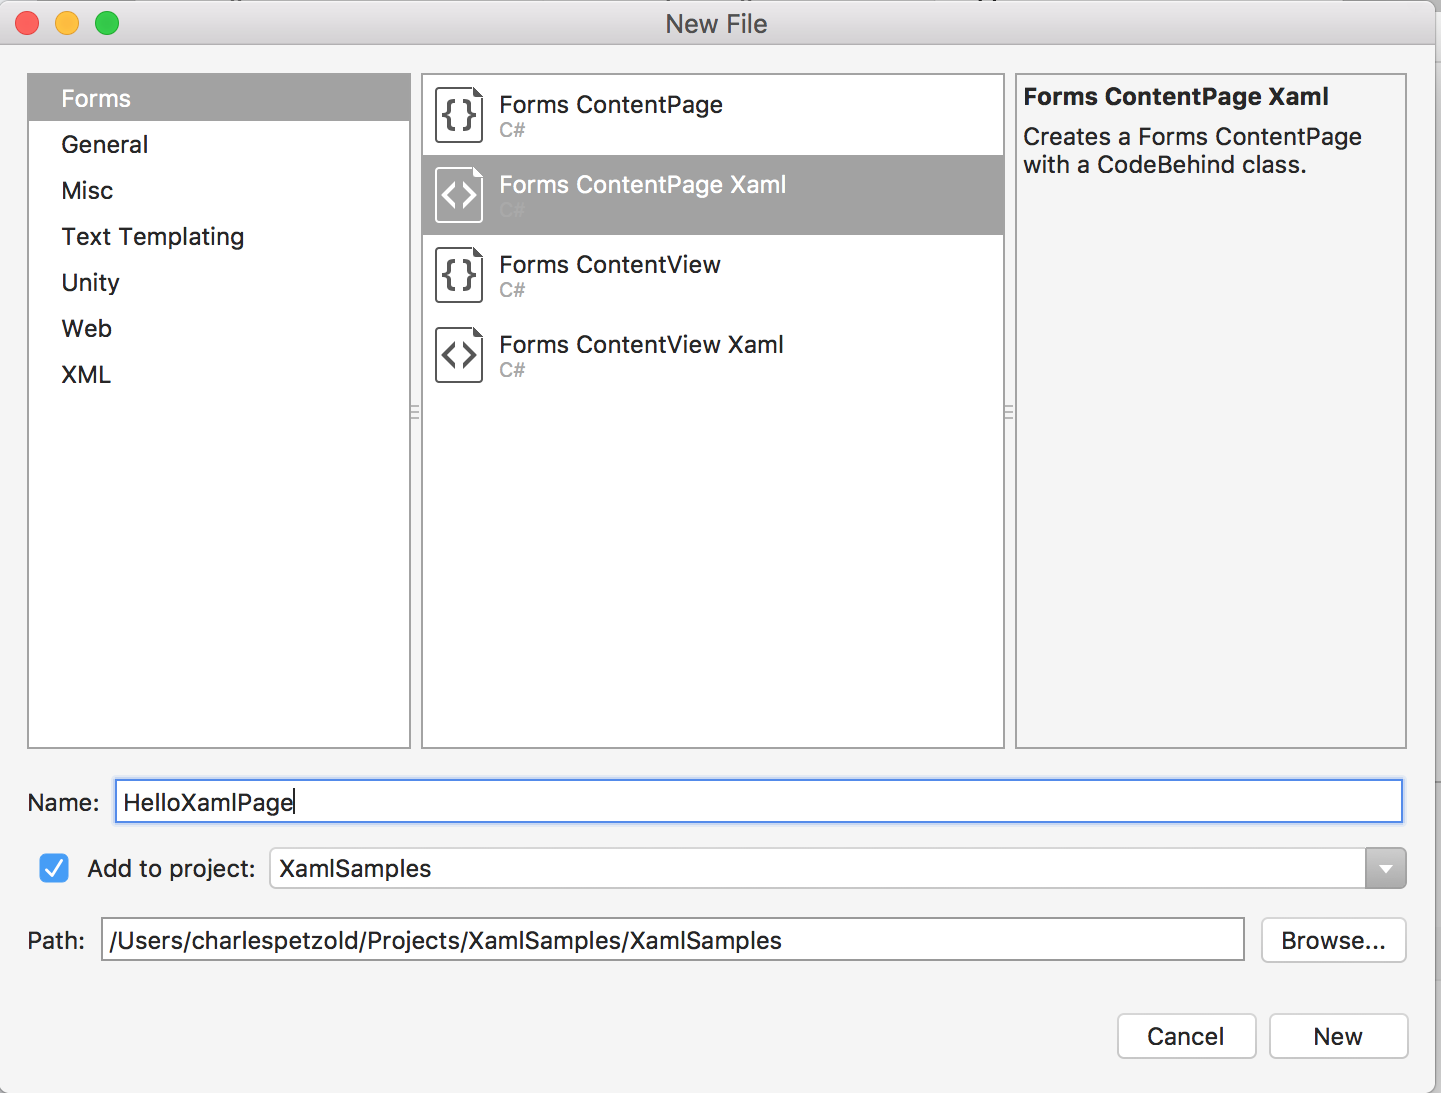 New File
Forms
General
Misc
Text Templating
Unity
Web
XML
Forms ContentPage
C#
Forms ContentPage Xaml
C#
Forms ContentView
C#
Forms ContentView Xaml
C#
Forms ContentPage Xaml
Creates a Forms ContentPage
with a CodeBehind class.
Name: HelloXamlPage
Add to project: XamlSamples
Path: /Users/charlespetzold/Projects/XamlSamples/XamlSamples Browse...
Cancel New